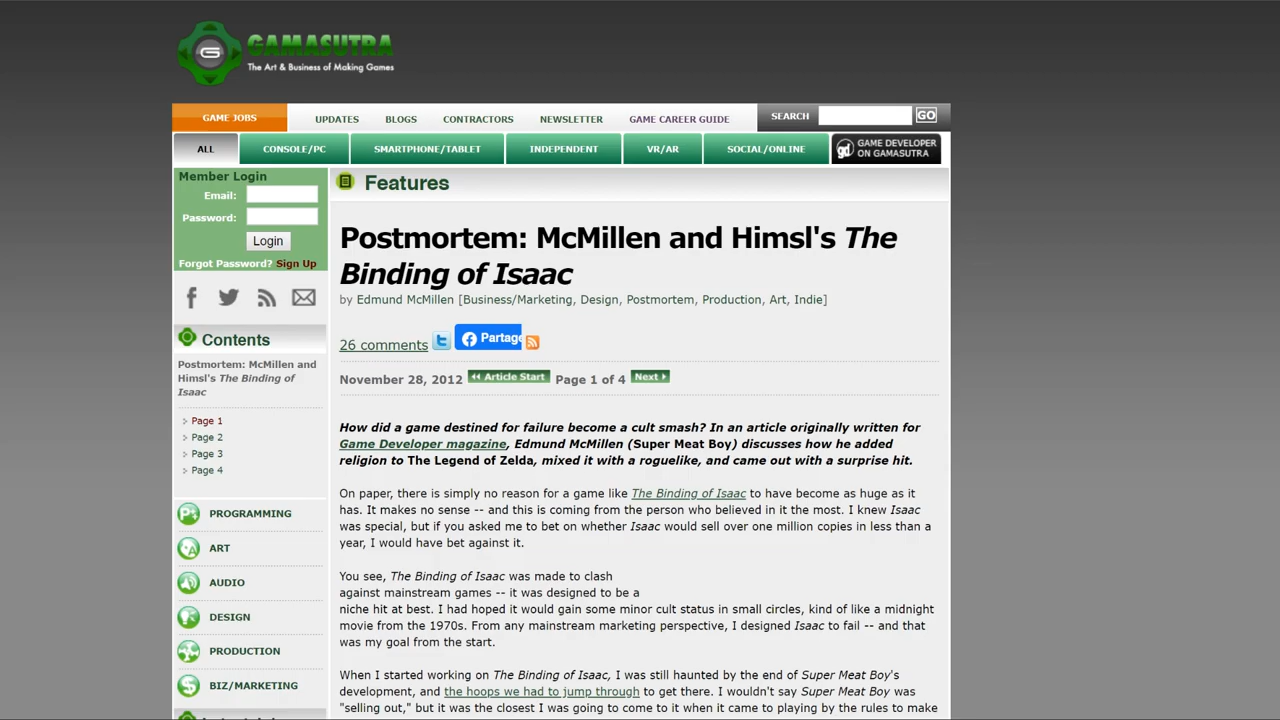 GAMASUTRA
The Art & Business of Making Games
GAME JOBS UPDATES BLOGS CONTRACTORS NEWSLETTER GAME CAREER GUIDE SEARCH GO
ALL CONSOLE/PC SMARTPHONE/TABLET INDEPENDENT VR/AR SOCIAL/ONLINE gd GAME DEVELOPER
ON GAMASUTRA
Member Login
Email:
Password:
Login
Forgot Password? Sign Up
Contents
Postmortem: McMillen and
Himsl's The Binding of
Isaac
Page 1
Page 2
Page 3
Page 4
PROGRAMMING
ART
AUDIO
DESIGN
PRODUCTION
BIZ/MARKETING
Features
Postmortem: McMillen and Himsl's The
Binding of Isaac
by Edmund McMillen [Business/Marketing, Design, Postmortem, Production, Art, Indie]
26 comments Partag
November 28, 2012 Article Start Page 1 of 4 Next
How did a game destined for failure become a cult smash? In an article originally written for
Game Developer magazine, Edmund McMillen (Super Meat Boy) discusses how he added
religion to The Legend of Zelda, mixed it with a roguelike, and came out with a surprise hit.
On paper, there is simply no reason for a game like The Binding of Isaac to have become as huge as it
has. It makes no sense -- and this is coming from the person who believed in it the most. I knew Isaac
was special, but if you asked me to bet on whether Isaac would sell over one million copies in less than a
year, I would have bet against it.
You see, The Binding of Isaac was made to clash
against mainstream games -- it was designed to be a
niche hit at best. I had hoped it would gain some minor cult status in small circles, kind of like a midnight
movie from the 1970s. From any mainstream marketing perspective, I designed Isaac to fail -- and that
was my goal from the start.
When I started working on The Binding of Isaac, I was still haunted by the end of Super Meat Boy's
development, and the hoops we had to jump through to get there. I wouldn't say Super Meat Boy was
"selling out," but it was the closest I was going to come to it when it came to playing by the rules to make